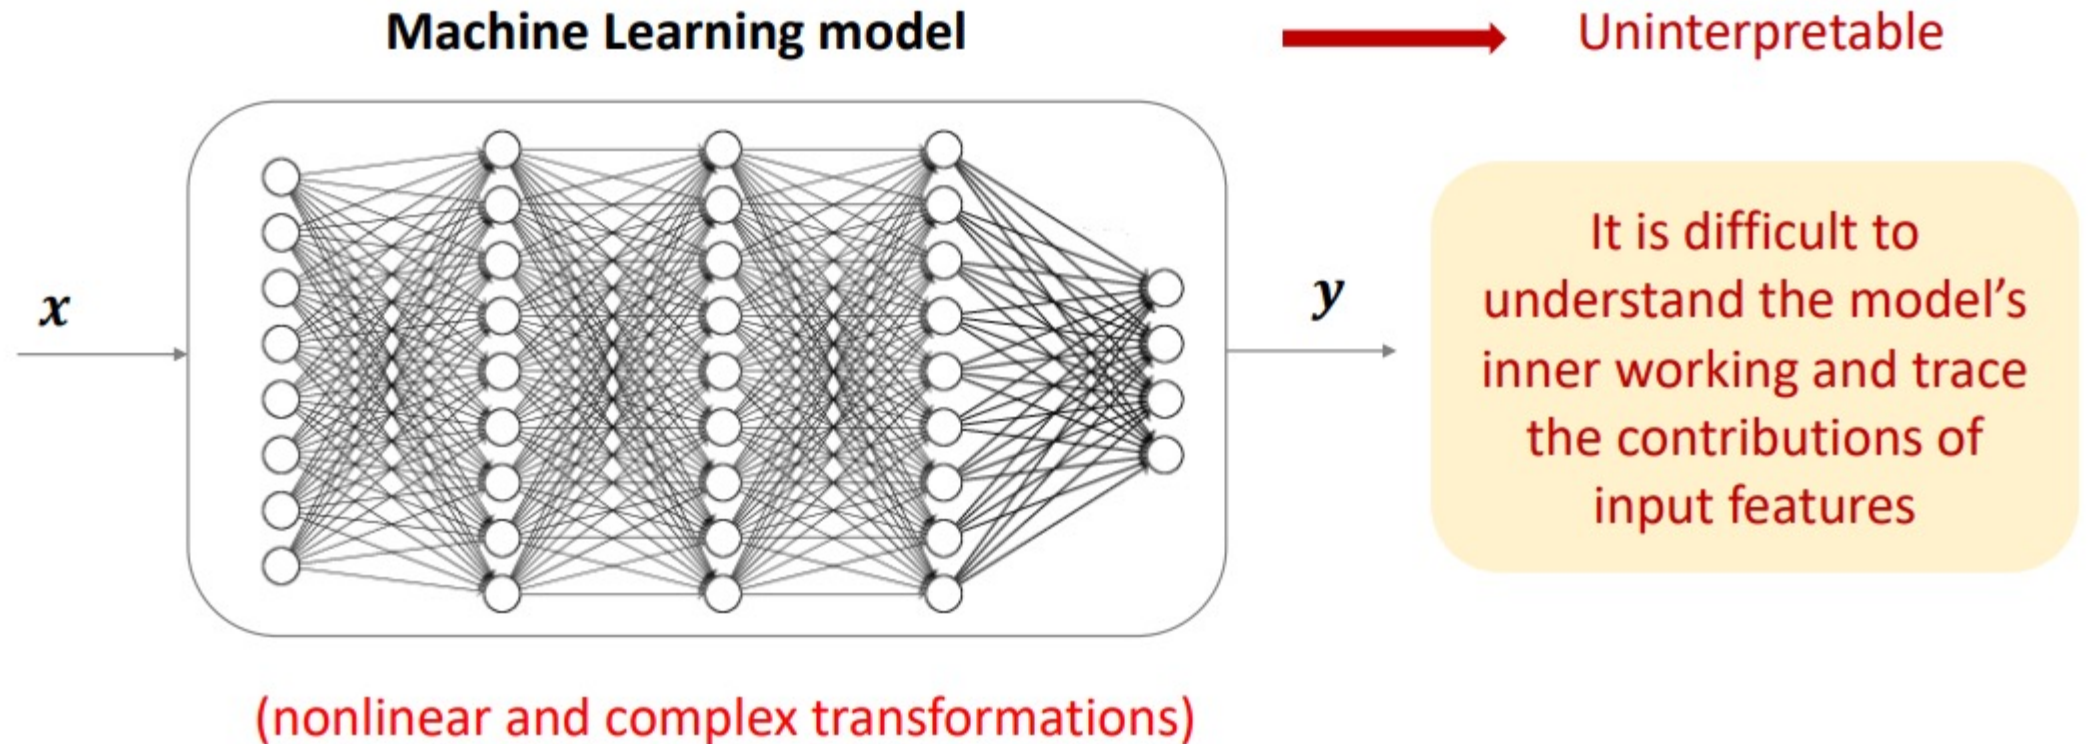 Machine Learning model
Uninterpretable
x
y
It is difficult to
understand the model’s
inner working and trace
the contributions of
input features
(nonlinear and complex transformations)